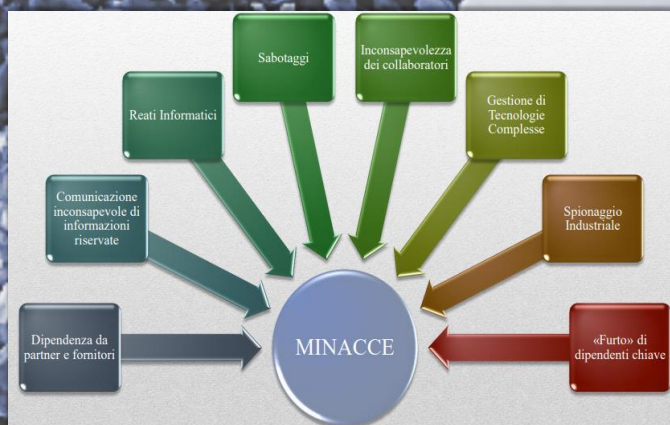 Dipendenza da
partner e fornitori
Comunicazione
inconsapevole di
informazioni
riservate
Reati Informatici
Sabotaggi
Inconsapevolezza
dei collaboratori
Gestione di
Tecnologie
Complesse
Spionaggio
Industriale
«Furto» di
dipendenti chiave
MINACCE